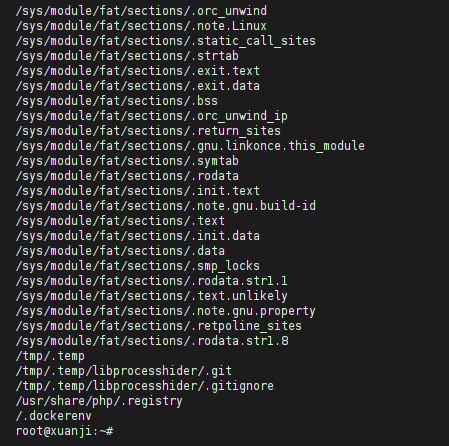 /sys/module/fat/sections/.orc_unwind
/sys/module/fat/sections/.note.Linux
/sys/module/fat/sections/.static_call_sites
/sys/module/fat/sections/.strtab
/sys/module/fat/sections/.exit.text
/sys/module/fat/sections/.exit.data
/sys/module/fat/sections/.bss
/sys/module/fat/sections/.orc_unwind_ip
/sys/module/fat/sections/.return_sites
/sys/module/fat/sections/.gnu.linkonce.this_module
/sys/module/fat/sections/.symtab
/sys/module/fat/sections/.rodata
/sys/module/fat/sections/.init.text
/sys/module/fat/sections/.note.gnu.build-id
/sys/module/fat/sections/.text
/sys/module/fat/sections/.init.data
/sys/module/fat/sections/.data
/sys/module/fat/sections/.smp_locks
/sys/module/fat/sections/.rodata.str1.1
/sys/module/fat/sections/.text.unlikely
/sys/module/fat/sections/.note.gnu.property
/sys/module/fat/sections/.retpoline_sites
/sys/module/fat/sections/.rodata.str1.8
/tmp/.temp
/tmp/.temp/libprocesshider/.git
/tmp/.temp/libprocesshider/.gitignore
/usr/share/php/.registry
/.dockerenv
root@xuanji:~#